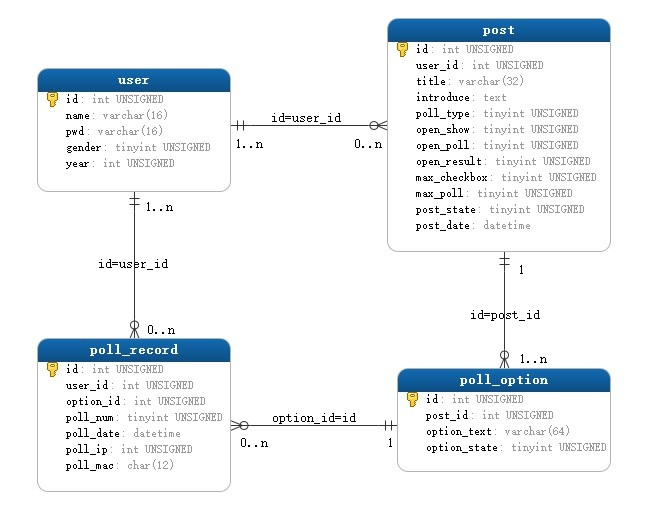 post
id: int UNSIGNED
user_id: int UNSIGNED
title: varchar(32)
introduce: text
poll_type: tinyint UNSIGNED
open_show: tinyint UNSIGNED
open_poll: tinyint UNSIGNED
open_result: tinyint UNSIGNED
max_checkbox: tinyint UNSIGNED
max_poll: tinyint UNSIGNED
post_state: tinyint UNSIGNED
post_date: datetime
user
id: int UNSIGNED
name: varchar(16)
pwd: varchar(16)
gender: tinyint UNSIGNED
year: int UNSIGNED
id=user_id
1..n
0..n
1..n
id=user_id
0..n
1
id=post_id
1..n
poll_record
id: int UNSIGNED
user_id: int UNSIGNED
option_id: int UNSIGNED
poll_num: tinyint UNSIGNED
poll_date: datetime
poll_ip: int UNSIGNED
poll_mac: char(12)
option_id=id
0..n
1
poll_option
id: int UNSIGNED
post_id: int UNSIGNED
option_text: varchar(64)
option_state: tinyint UNSIGNED